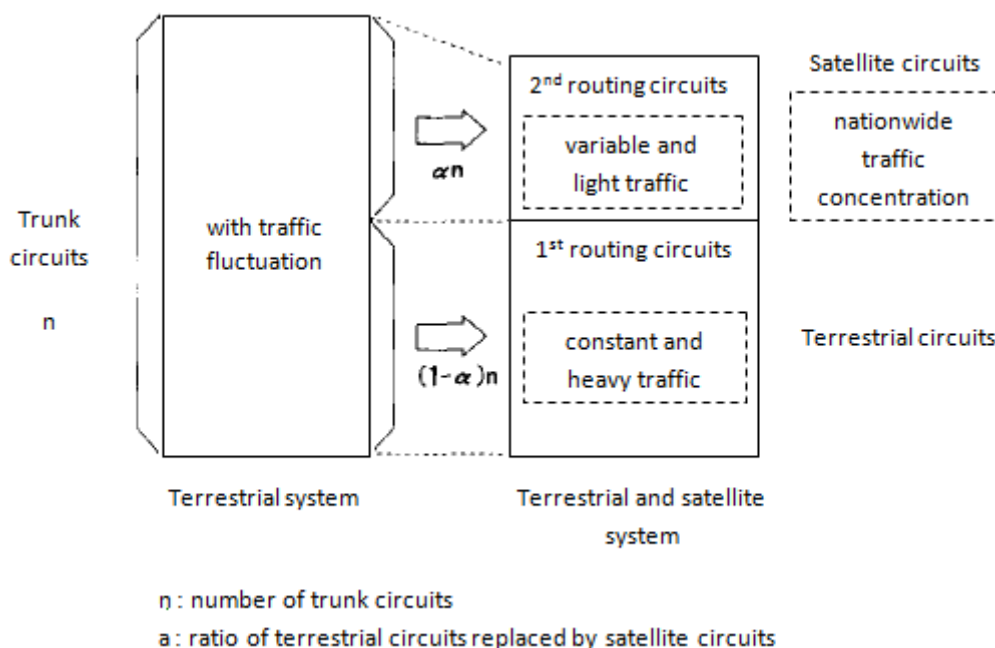 Trunk
circuits
n
with traffic
fluctuation
αn
(1-α)n
2nd routing circuits
variable and
light traffic
1st routing circuits
constant and
heavy traffic
Satellite circuits
nationwide
traffic
concentration
Terrestrial circuits
Terrestrial system
Terrestrial and satellite
system
n : number of trunk circuits
a : ratio of terrestrial circuits replaced by satellite circuits